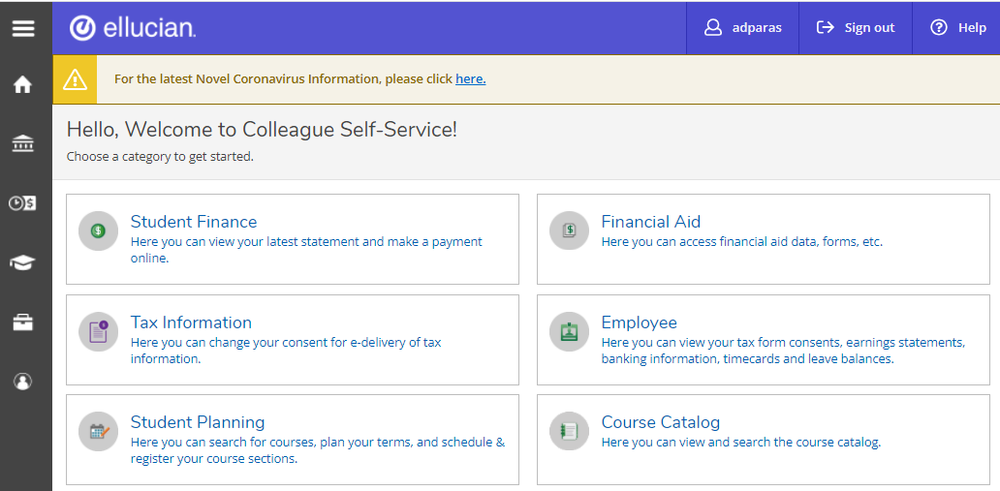 ellucian.
adparas
Sign out
Help
For the latest Novel Coronavirus Information, please click here.
Hello, Welcome to Colleague Self-Service!
Choose a category to get started.
Student Finance
Here you can view your latest statement and make a payment
online.
Financial Aid
Here you can access financial aid data, forms, etc.
Tax Information
Here you can change your consent for e-delivery of tax
information.
Employee
Here you can view your tax form consents, earnings statements,
banking information, timecards and leave balances.
Student Planning
Here you can search for courses, plan your terms, and schedule &
register your course sections.
Course Catalog
Here you can view and search the course catalog.